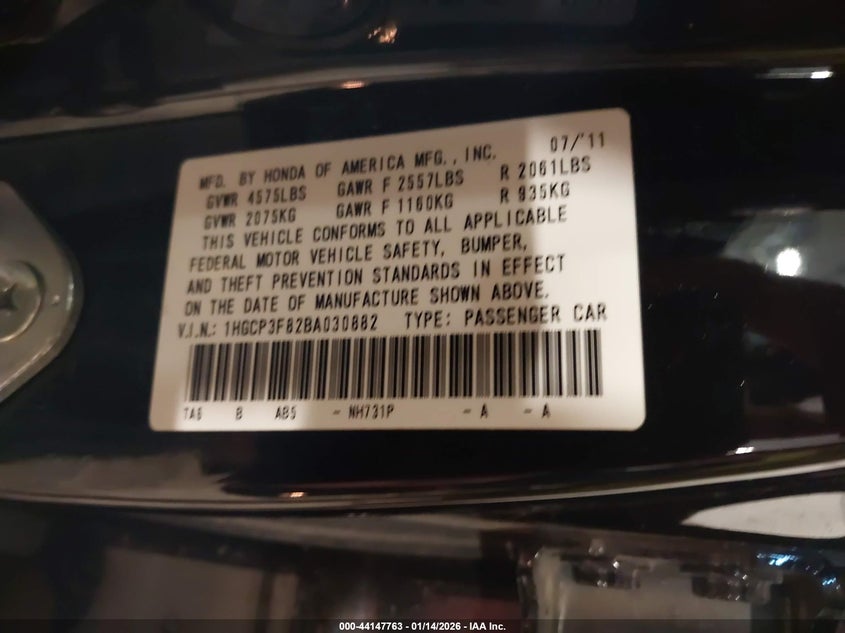 MFD. BY HONDA OF AMERICA MFG., INC. 07/'11
GVWR 4575LBS GAWR F 2557LBS R 2061LBS
GVWR 2075KG GAWR F 1160KG R 935KG
THIS VEHICLE CONFORMS TO ALL APPLICABLE
FEDERAL MOTOR VEHICLE SAFETY, BUMPER,
AND THEFT PREVENTION STANDARDS IN EFFECT
ON THE DATE OF MANUFACTURE SHOWN ABOVE.
V.I.N.: 1HGCP3F82BA030882 TYPE: PASSENGER CAR
TA6 B ABS - NH731P - A - A
000-44147763 - 01/14/2026 - IAA Inc.